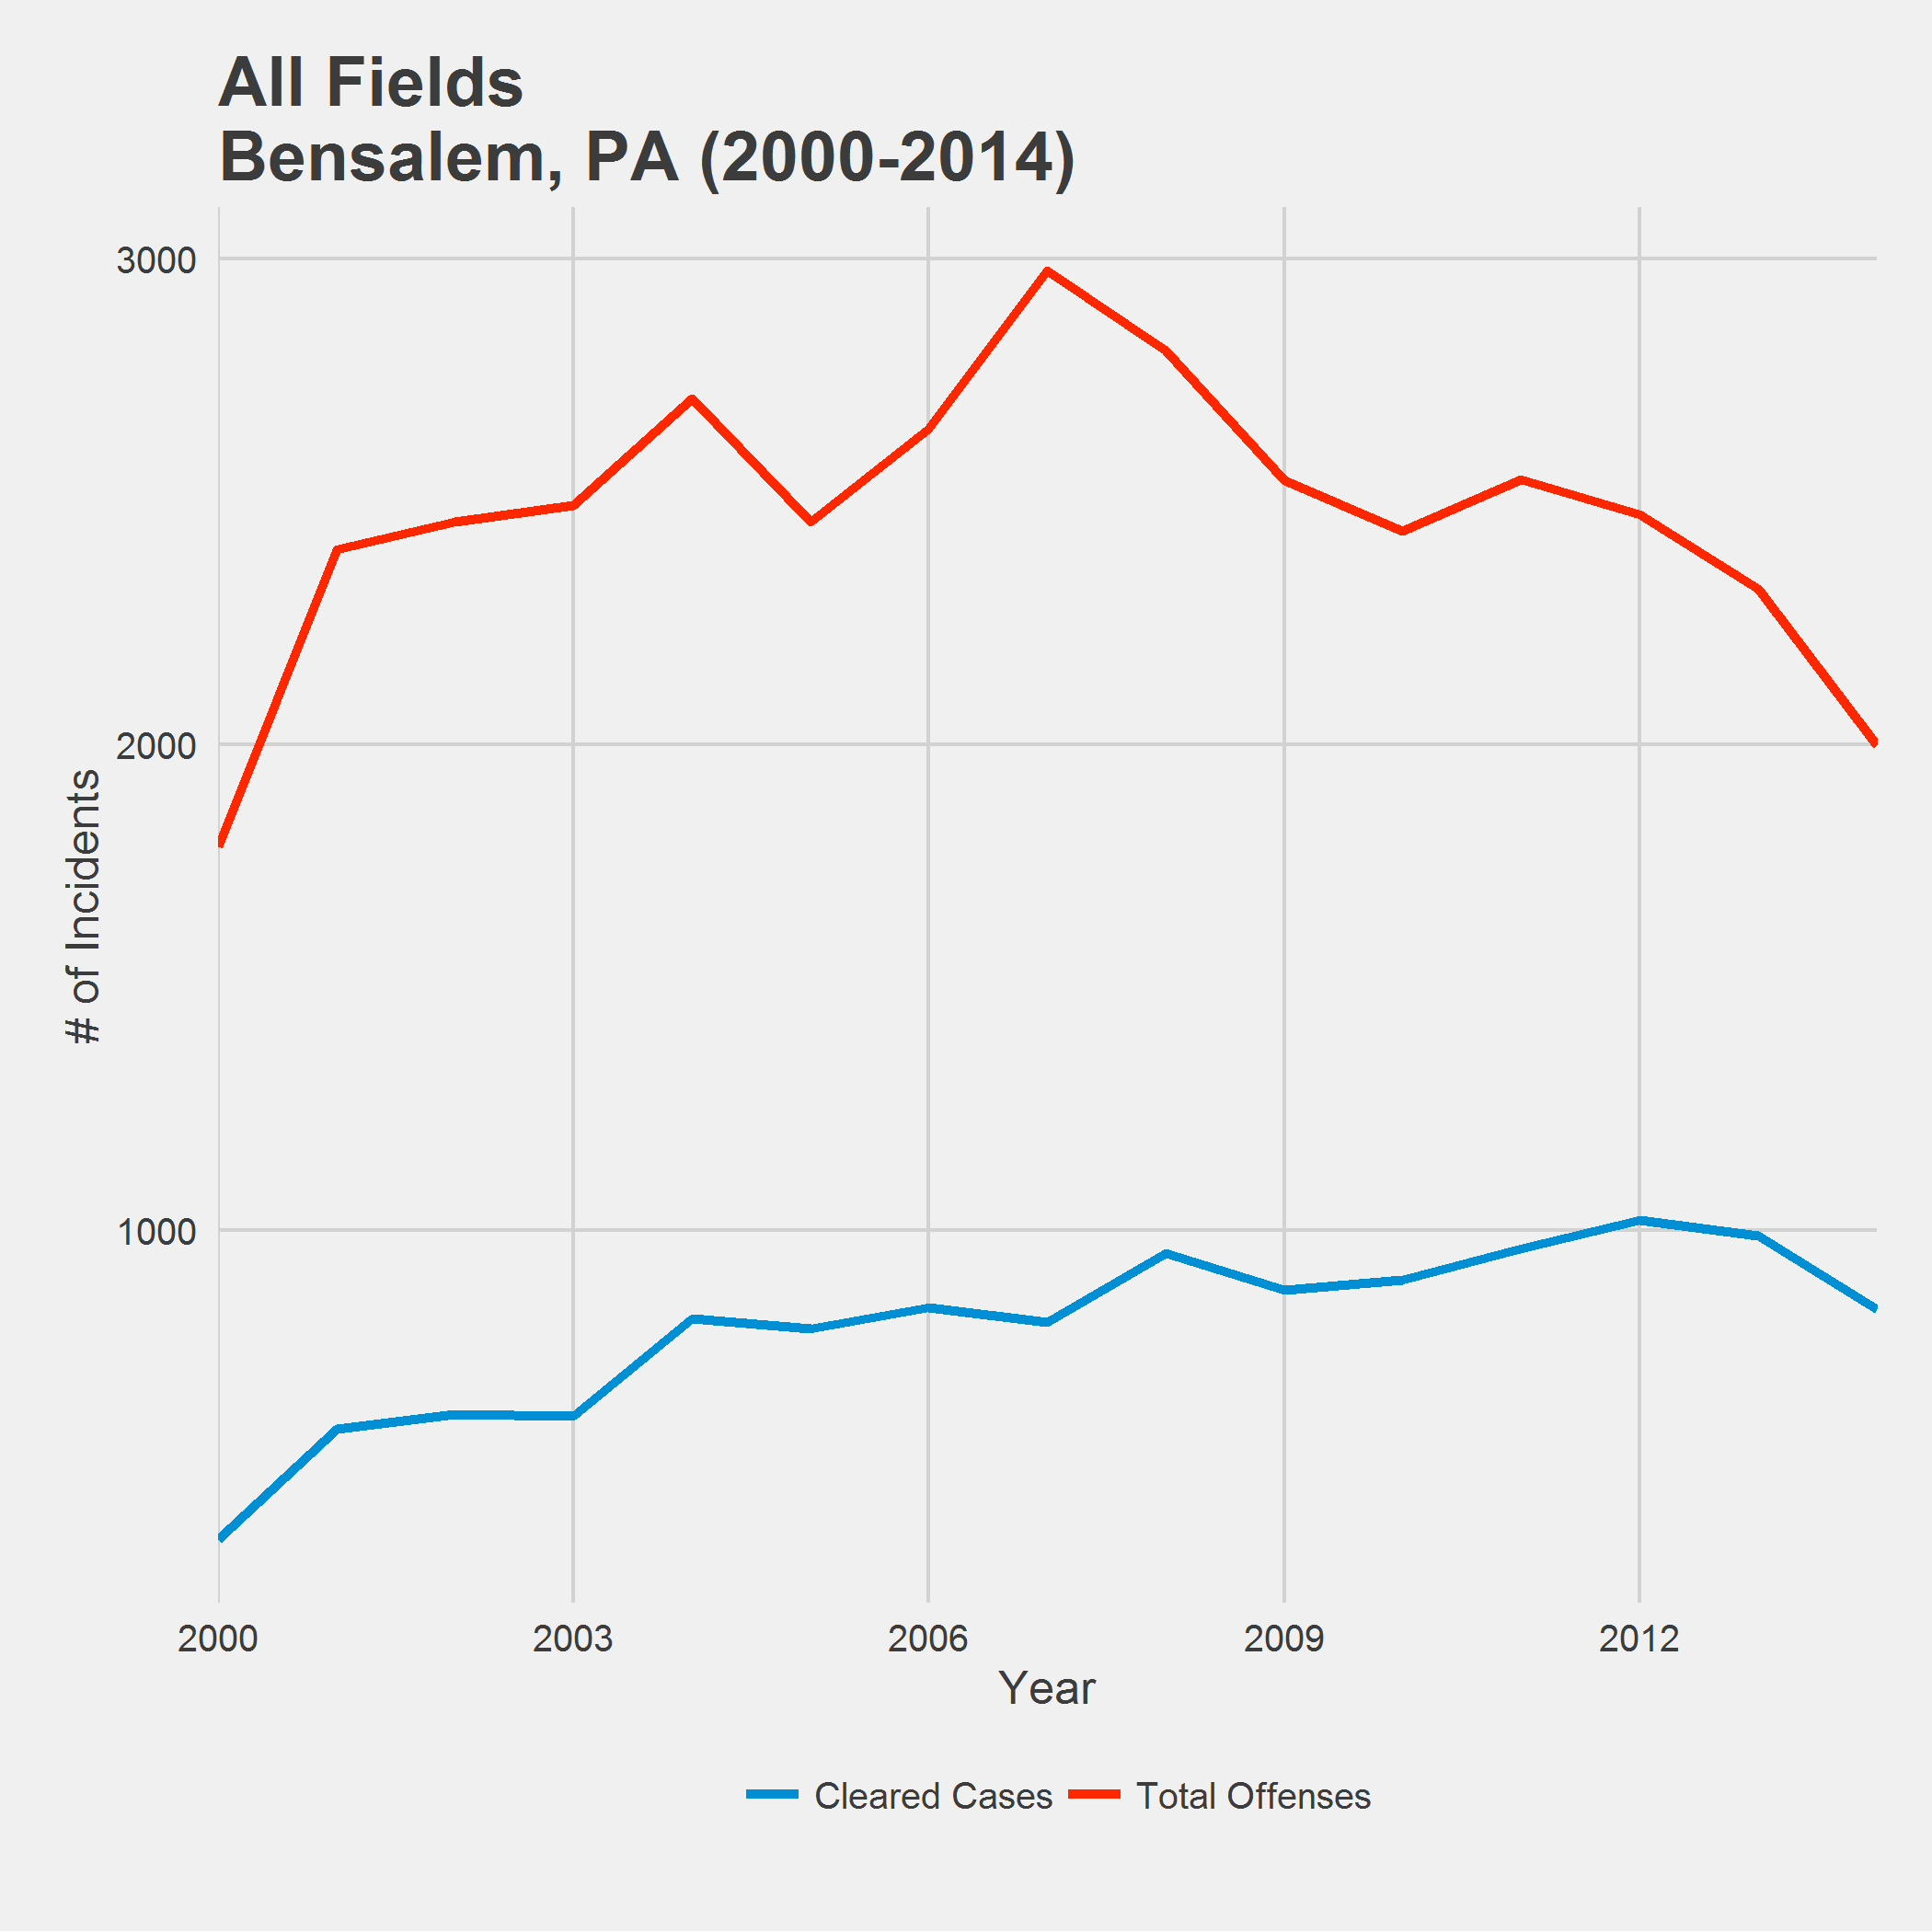 All Fields
Bensalem, PA (2000-2014)
3000
2000
1000
# of Incidents
2000 2003 2006 2009 2012
Year
Cleared Cases Total Offenses